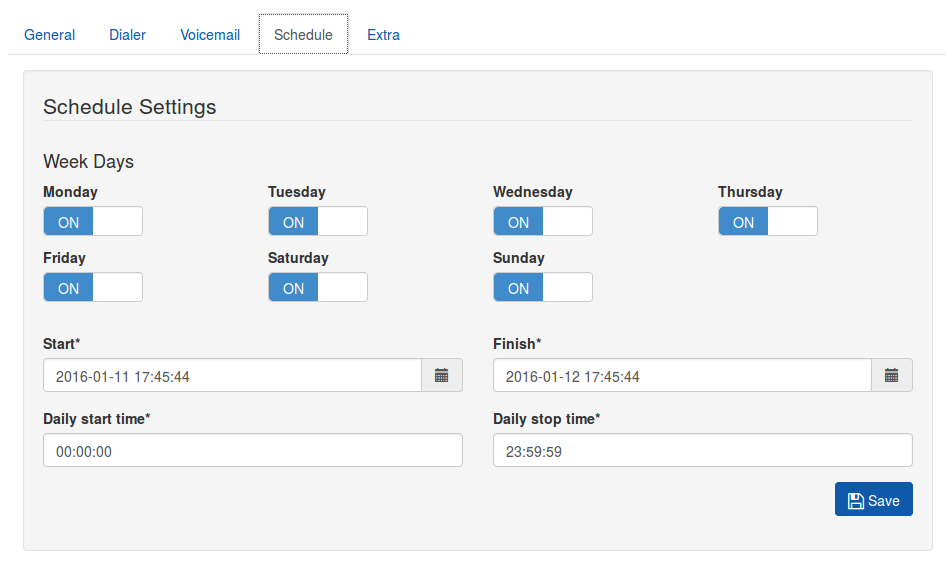 General Dialer Voicemail Schedule Extra
Schedule Settings
Week Days
Monday Tuesday Wednesday Thursday
ON ON ON ON
Friday Saturday Sunday
ON ON ON
Start* Finish*
2016-01-11 17:45:44 2016-01-12 17:45:44
Daily start time* Daily stop time*
00:00:00 23:59:59
Save